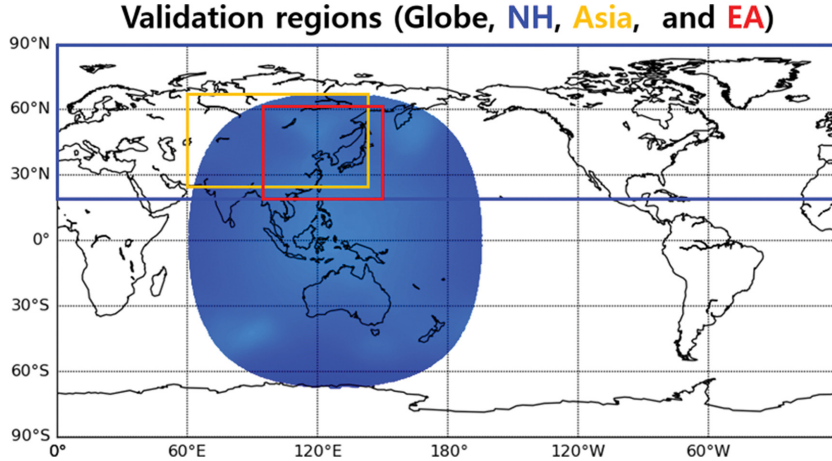 Validation regions (Globe, NH, Asia, and EA)
90°N
60°N
30°N
0°
30°S
60°S
90°S
0°
60°E
120°E
180°
120°W
60°W